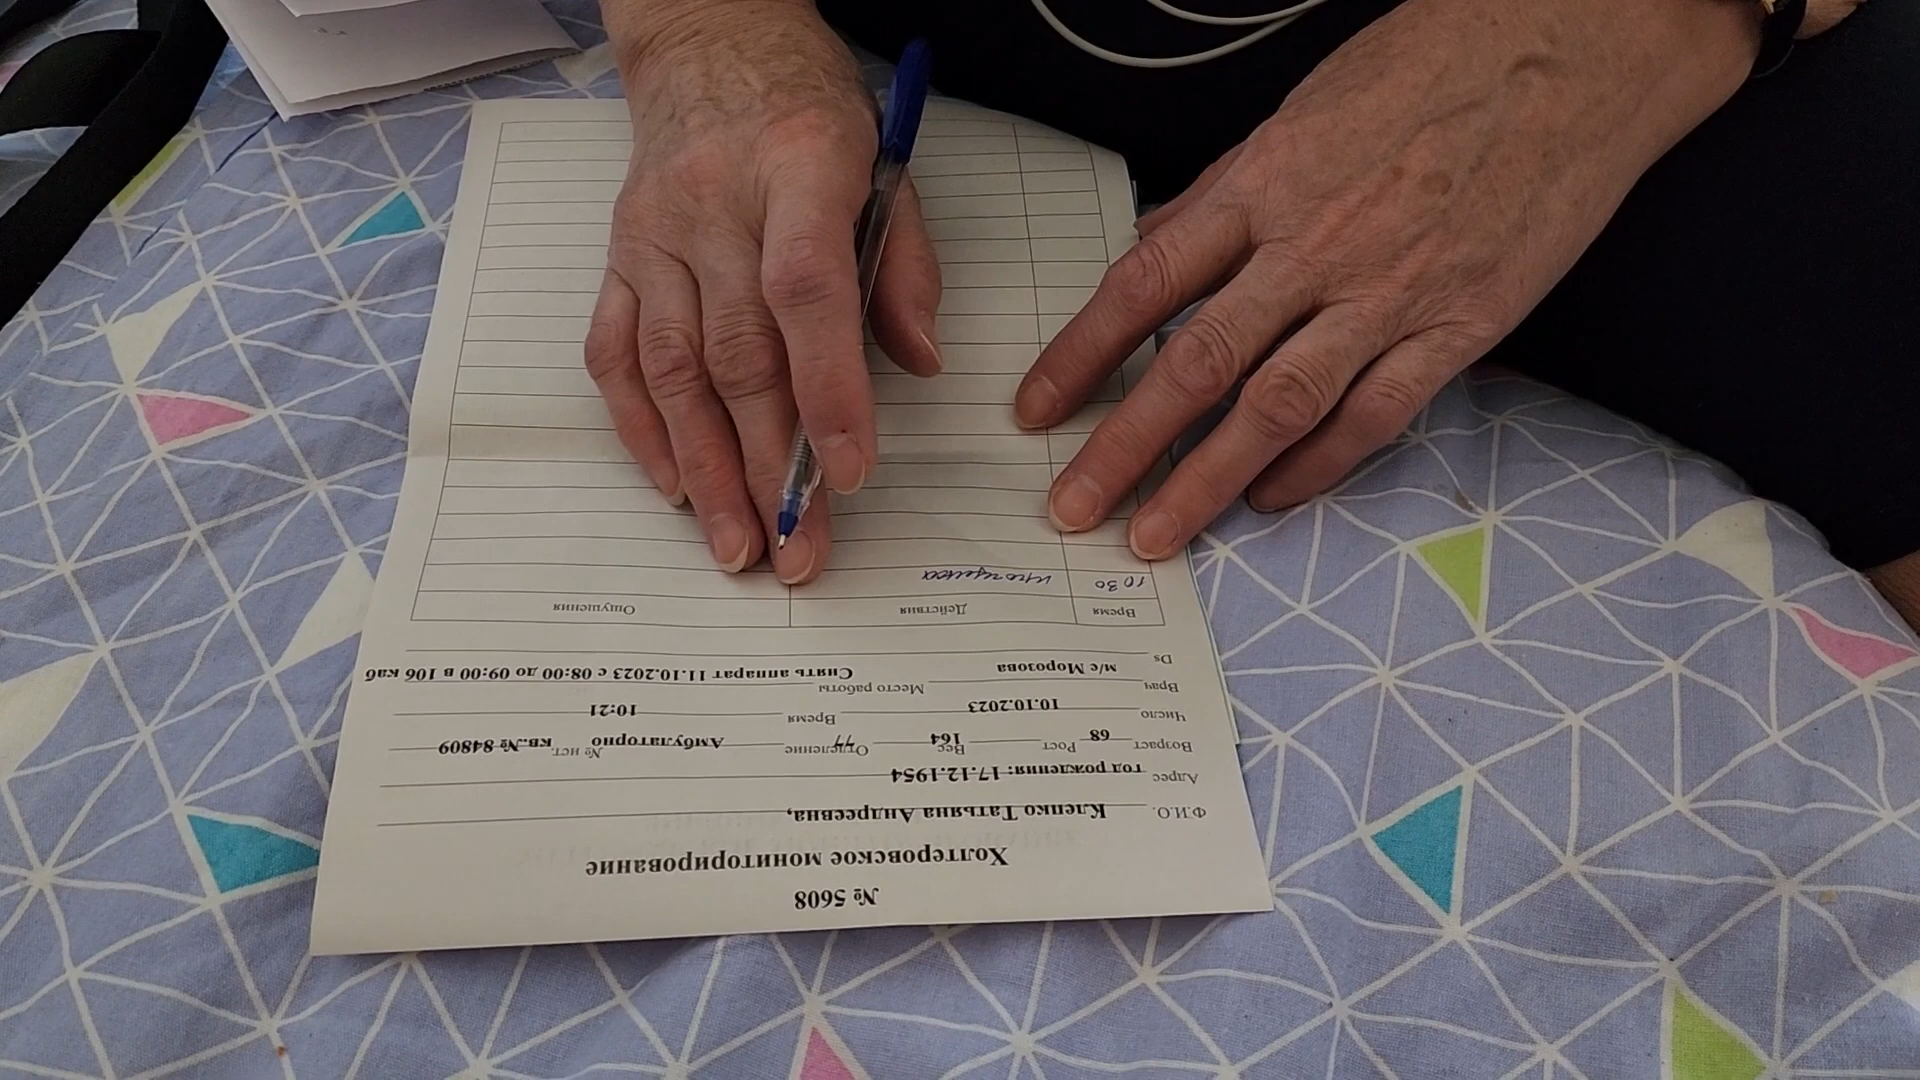 № 5608
Холтеровское мониторирование
Ф.И.О. Клепко Татьяна Андреевна,
Адрес год рождения: 17.12.1954
Возраст 68 Рост 164 Вес 77 Отделение Амбулаторно № ист. кв.№ 84809
Число 10.10.2023 Время 10:21
Врач м/с Морозова Место работы Снять аппарат 11.10.2023 с 08:00 до 09:00 в 106 каб
Ds
Время Действия Ощущения
10 30 прогулка